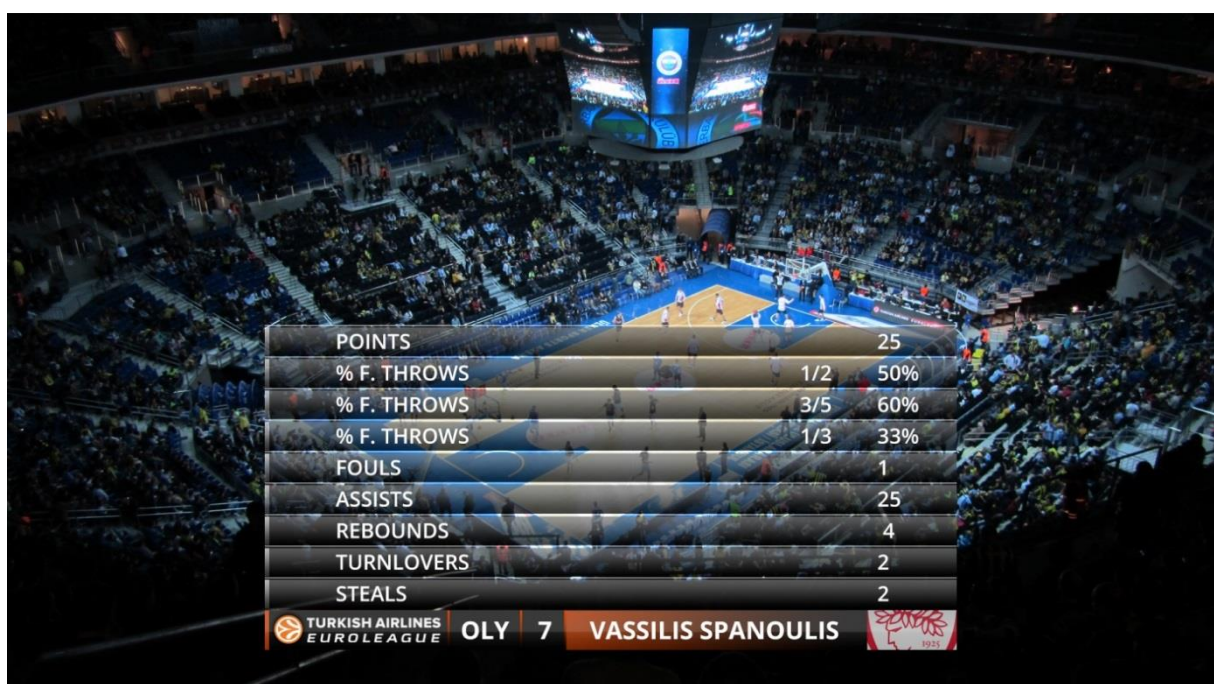 POINTS 25
% F. THROWS 1/2 50%
% F. THROWS 3/5 60%
% F. THROWS 1/3 33%
FOULS 1
ASSISTS 25
REBOUNDS 4
TURNLOVERS 2
STEALS 2
TURKISH AIRLINES
EUROLEAGUE
OLY 7 VASSILIS SPANOULIS
1925